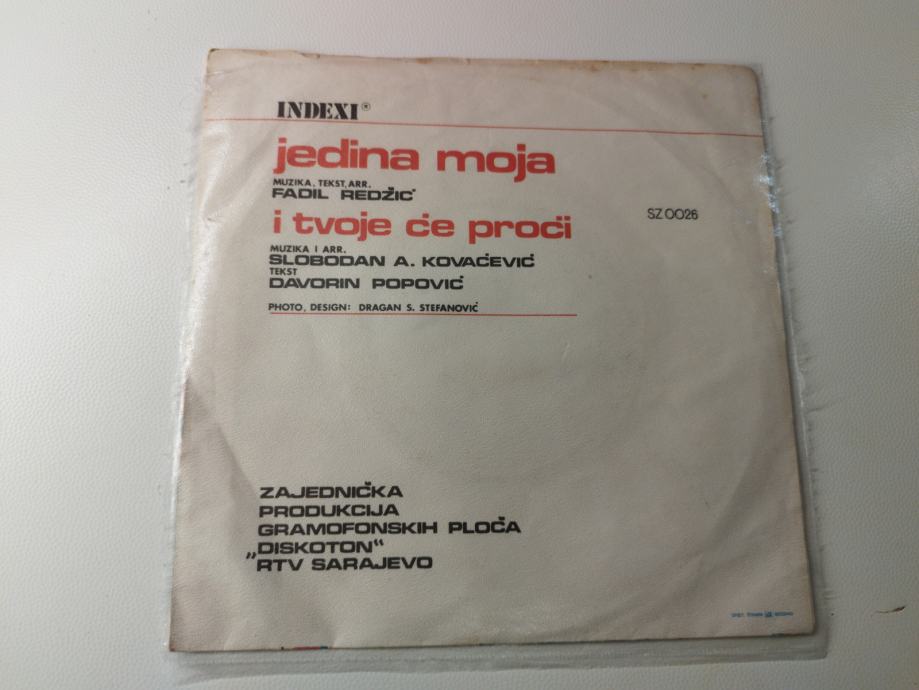 INDEXI®
jedina moja
MUZIKA, TEKST, ARR.
FADIL REDŽIĆ
i tvoje će proći
SZ 0026
MUZIKA I ARR.
SLOBODAN A. KOVAĆEVIĆ
TEKST
DAVORIN POPOVIĆ
PHOTO, DESIGN: DRAGAN S. STEFANOVIĆ
ZAJEDNIČKA
PRODUKCIJA
GRAMOFONSKIH PLOČA
„DISKOTON“
RTV SARAJEVO